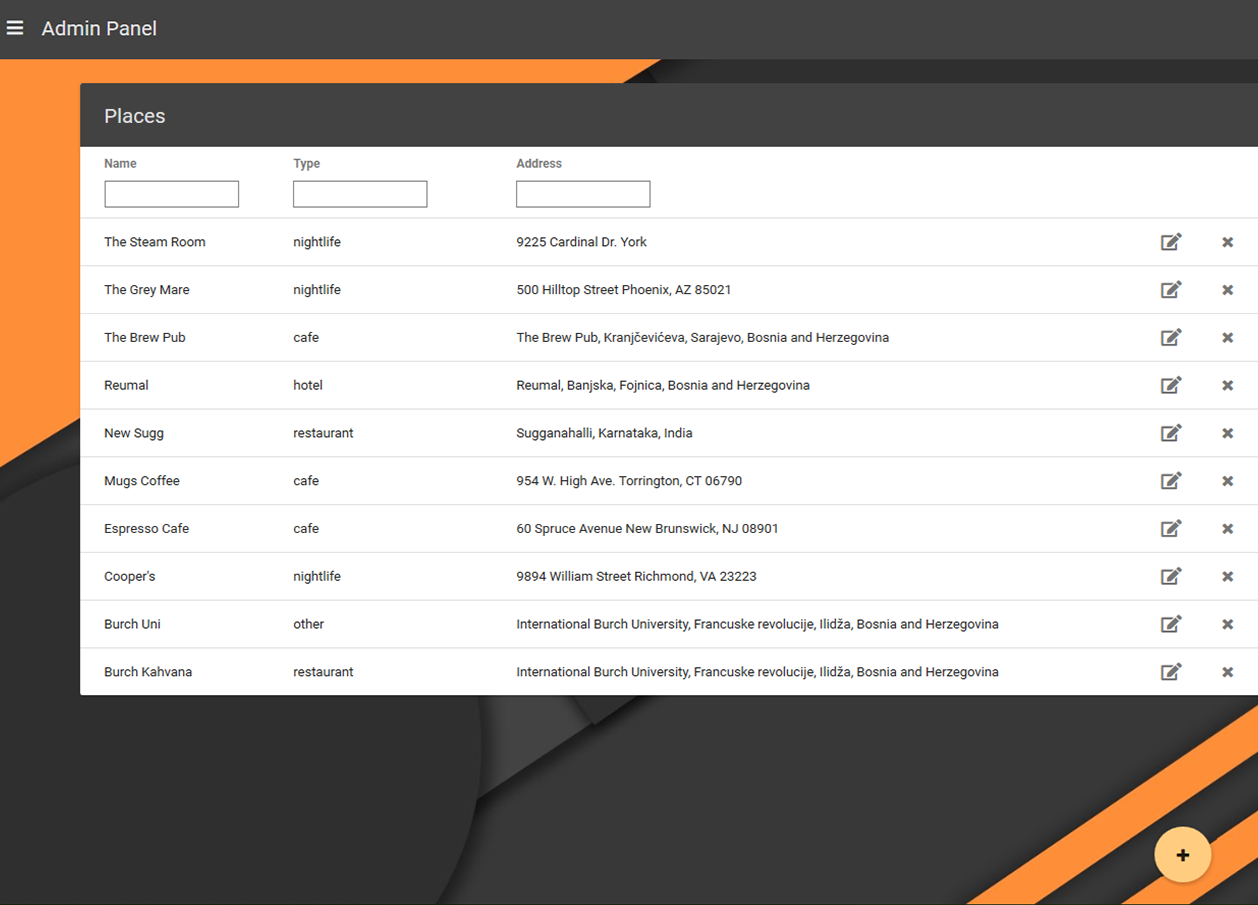 Admin Panel
Places
Name Type Address
The Steam Room nightlife 9225 Cardinal Dr. York
The Grey Mare nightlife 500 Hilltop Street Phoenix, AZ 85021
The Brew Pub cafe The Brew Pub, Kranjčevićeva, Sarajevo, Bosnia and Herzegovina
Reumal hotel Reumal, Banjska, Fojnica, Bosnia and Herzegovina
New Sugg restaurant Sugganahalli, Karnataka, India
Mugs Coffee cafe 954 W. High Ave. Torrington, CT 06790
Espresso Cafe cafe 60 Spruce Avenue New Brunswick, NJ 08901
Cooper's nightlife 9894 William Street Richmond, VA 23223
Burch Uni other International Burch University, Francuske revolucije, Ilidža, Bosnia and Herzegovina
Burch Kahvana restaurant International Burch University, Francuske revolucije, Ilidža, Bosnia and Herzegovina